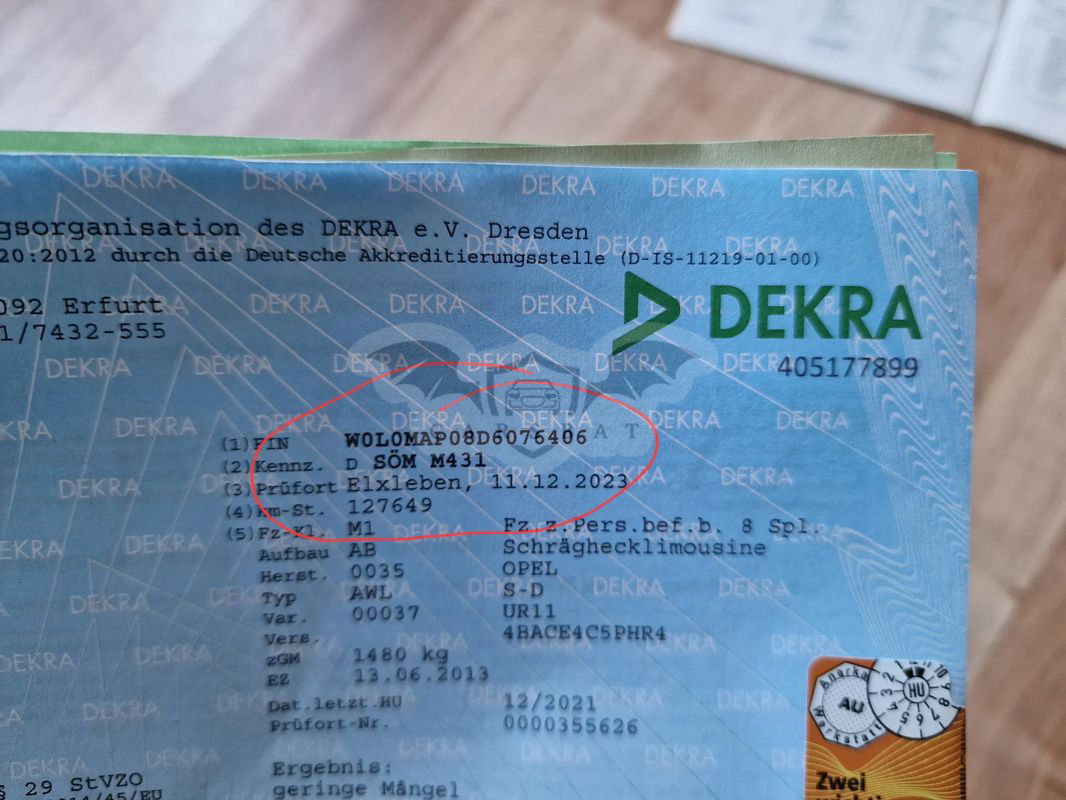 gsorganisation des DEKRA e.V. Dresden
20:2012 durch die Deutsche Akkreditierungsstelle (D-IS-11219-01-00)
092 Erfurt
1/7432-555
DEKRA
405177899
(1) FIN W0L0MAP08D6076406
(2) Kennz. D SÖM M431
(3) Prüfort Elxleben, 11.12.2023
(4) km-St. 127649
(5) Fz-Kl. M1 Fz.z.Pers.bef.b. 8 Spl.
Aufbau AB Schräghecklimousine
Herst. 0035 OPEL
Typ AWL S-D
Var. 00037 UR11
Vers. 4BACE4C5PHR4
zGM 1480 kg
EZ 13.06.2013
Dat.letzt.HU 12/2021
Prüfort-Nr. 0000355626
Ergebnis:
geringe Mängel
§ 29 StVZO
AU
HU
Zwei